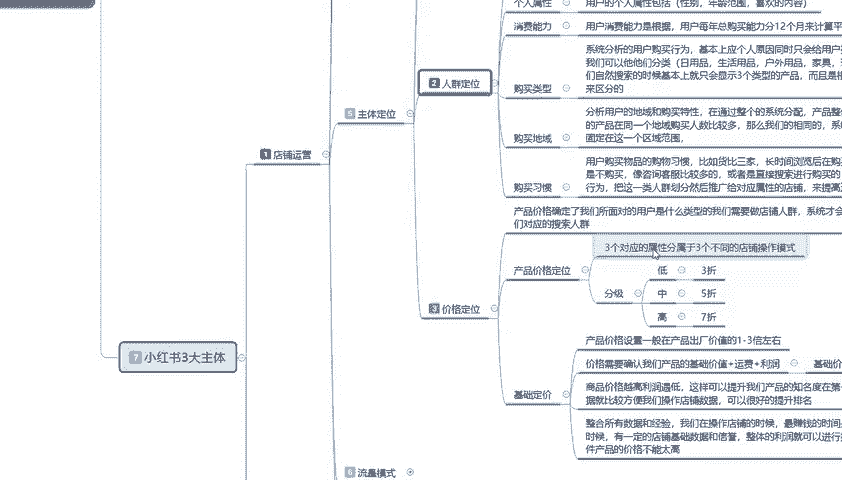 个人属性
用户的个人属性包括（性别，年龄范围，喜欢的内容）
消费能力
用户消费能力是根据，用户每年总购买能力分12个月来计算平
系统分析的用户购买行为，基本上应个人原因同时只会给用户
我们可以他他们分类（日用品，生活用品，户外用品，家具，
们自然搜索的时候基本上就只会显示3个类型的产品，而且是
来区分的
购买类型
2 人群定位
5 主体定位
分析用户的地域和购买特性，在通过整个的系统分配，产品整
的产品在同一个地域购买人数比较多，那么我们的相同的，系
固定在这一个区域范围，
购买地域
1 店铺运营
用户购买物品的购物习惯，比如货比三家，长时间浏览后在购
是不购买，像咨询客服比较多的，或者是直接搜索进行购买的
行为，把这一类人群划分然后推广给对应属性的店铺，来提高
购买习惯
产品价格确定了我们所面对的用户是什么类型的我们需要做店铺人群，系统才会
们对应的搜索人群
3个对应的属性分属于3个不同的店铺操作模式
产品价格定位
低 3折
分级 中 5折
高 7折
3 价格定位
产品价格设置一般在产品出厂价值的1-3倍左右
价格需要确认我们产品的基础价值+运费+利润
基础价
7 小红书3大主体
商品价格越高利润遇低，这样可以提升我们产品的知名度在第
据就比较方便我们操作店铺数据，可以很好的提升排名
基础定价
整合所有数据和经验，我们在操作店铺的时候，最赚钱的时间
时候，有一定的店铺基础数据和信誉，整体的利润就可以进行
件产品的价格不能太高
6 流量模式